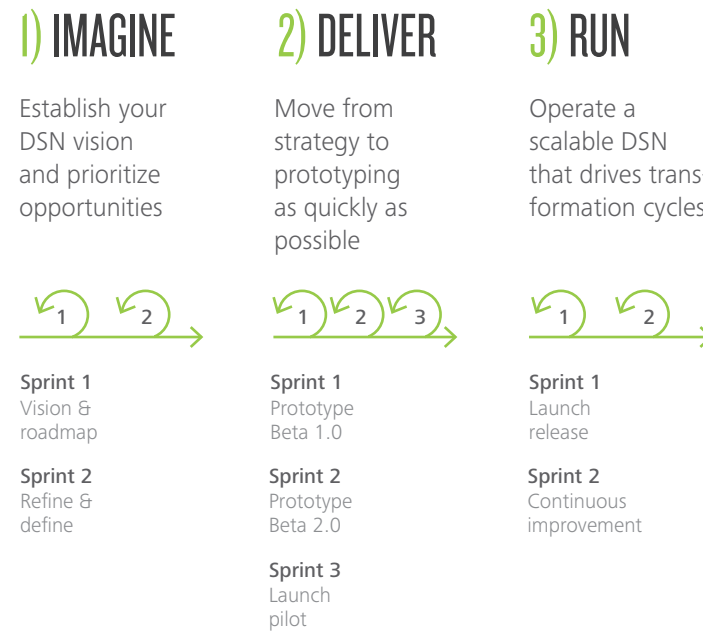 1) IMAGINE
Establish your
DSN vision
and prioritize
opportunities
1 2
Sprint 1
Vision &
roadmap
Sprint 2
Refine &
define
2) DELIVER
Move from
strategy to
prototyping
as quickly as
possible
1 2 3
Sprint 1
Prototype
Beta 1.0
Sprint 2
Prototype
Beta 2.0
Sprint 3
Launch
pilot
3) RUN
Operate a
scalable DSN
that drives trans-
formation cycles
1 2
Sprint 1
Launch
release
Sprint 2
Continuous
improvement